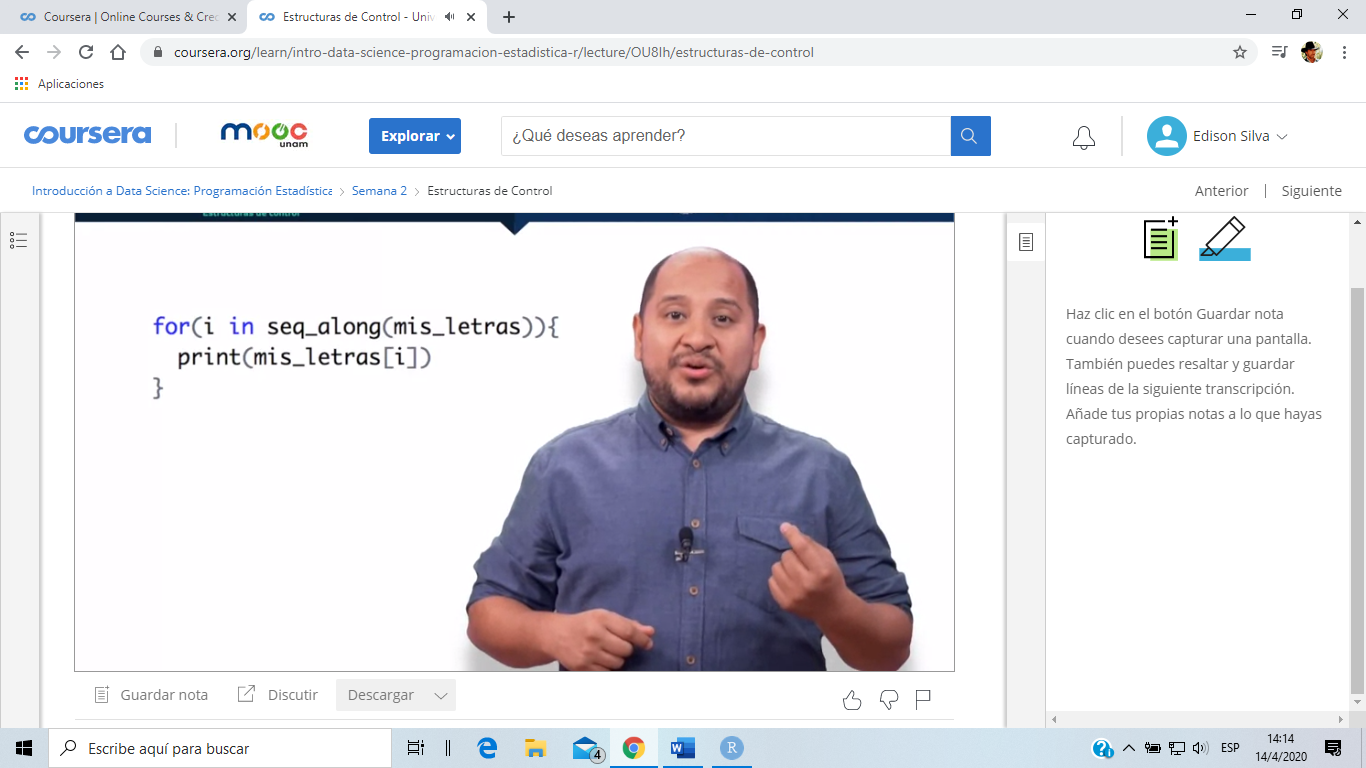 Coursera | Online Courses & Cred
Estructuras de Control - Univ
coursera.org/learn/intro-data-science-programacion-estadistica-r/lecture/OU8lh/estructuras-de-control
Aplicaciones
coursera
mooc
unam
Explorar
¿Qué deseas aprender?
Edison Silva
Introducción a Data Science: Programación Estadística
Semana 2
Estructuras de Control
Anterior | Siguiente
Estructuras de control
for(i in seq_along(mis_letras)){
print(mis_letras[i])
}
Haz clic en el botón Guardar nota
cuando desees capturar una pantalla.
También puedes resaltar y guardar
líneas de la siguiente transcripción.
Añade tus propias notas a lo que hayas
capturado.
Guardar nota
Discutir
Descargar
Escribe aquí para buscar
4
W
R
ESP
14:14
14/4/2020